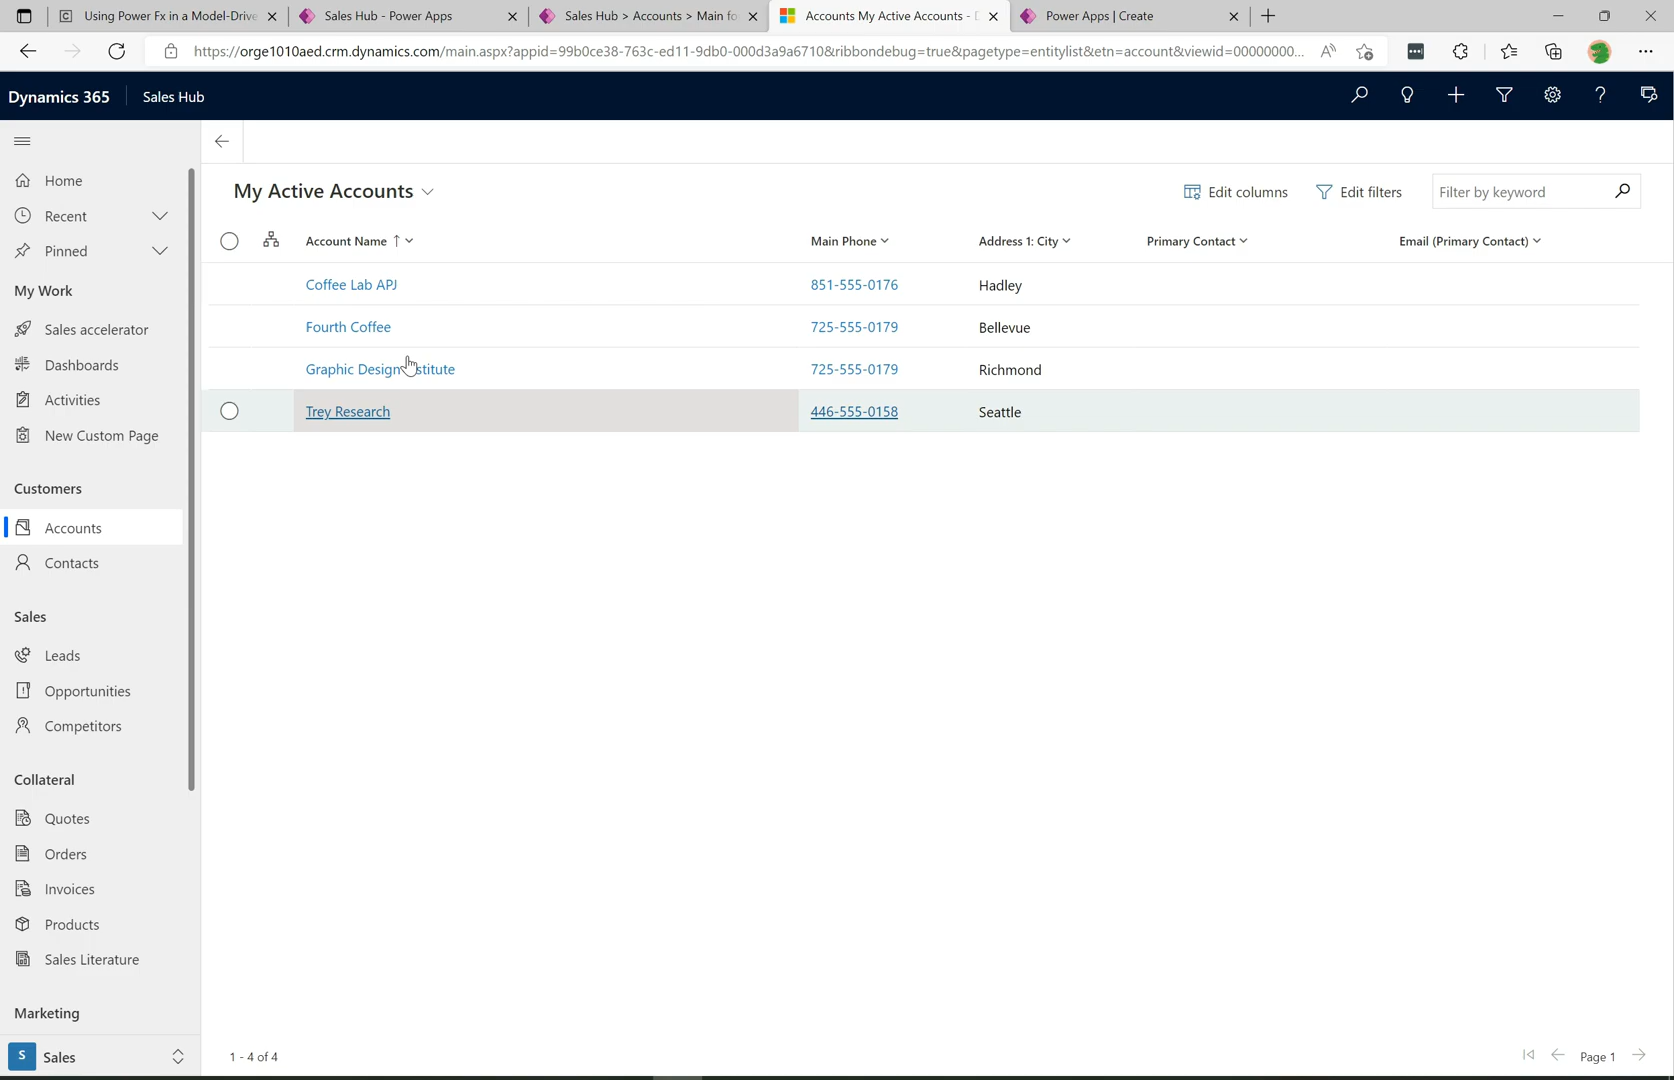 Using Power Fx in a Model-Drive
Sales Hub - Power Apps
Sales Hub > Accounts > Main fo
Accounts My Active Accounts -
Power Apps | Create
https://orge1010aed.crm.dynamics.com/main.aspx?appid=99b0ce38-763c-ed11-9db0-000d3a9a6710&ribbondebug=true&pagetype=entitylist&etn=account&viewid=00000000...
Dynamics 365
Sales Hub
Home
Recent
Pinned
My Work
Sales accelerator
Dashboards
Activities
New Custom Page
Customers
Accounts
Contacts
Sales
Leads
Opportunities
Competitors
Collateral
Quotes
Orders
Invoices
Products
Sales Literature
Marketing
S Sales
My Active Accounts
Edit columns
Edit filters
Filter by keyword
Account Name Main Phone Address 1: City Primary Contact Email (Primary Contact)
Coffee Lab APJ 851-555-0176 Hadley
Fourth Coffee 725-555-0179 Bellevue
Graphic Design 725-555-0179 Richmond
Trey Research 446-555-0158 Seattle
1 - 4 of 4
Page 1